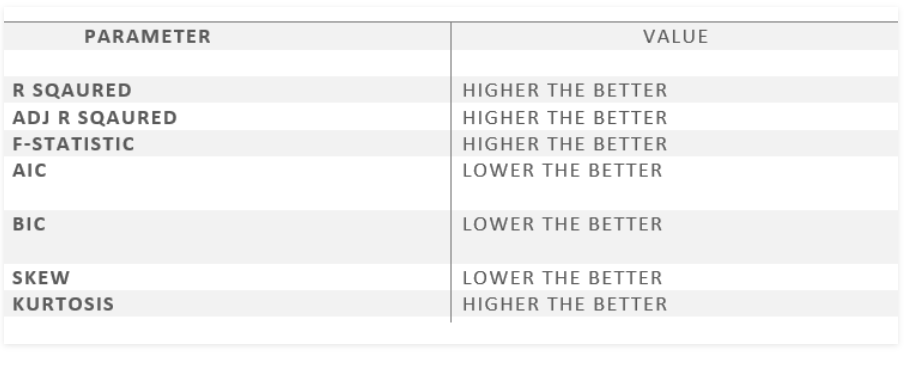 PARAMETER VALUE
R SQAURED HIGHER THE BETTER
ADJ R SQAURED HIGHER THE BETTER
F-STATISTIC HIGHER THE BETTER
AIC LOWER THE BETTER
BIC LOWER THE BETTER
SKEW LOWER THE BETTER
KURTOSIS HIGHER THE BETTER